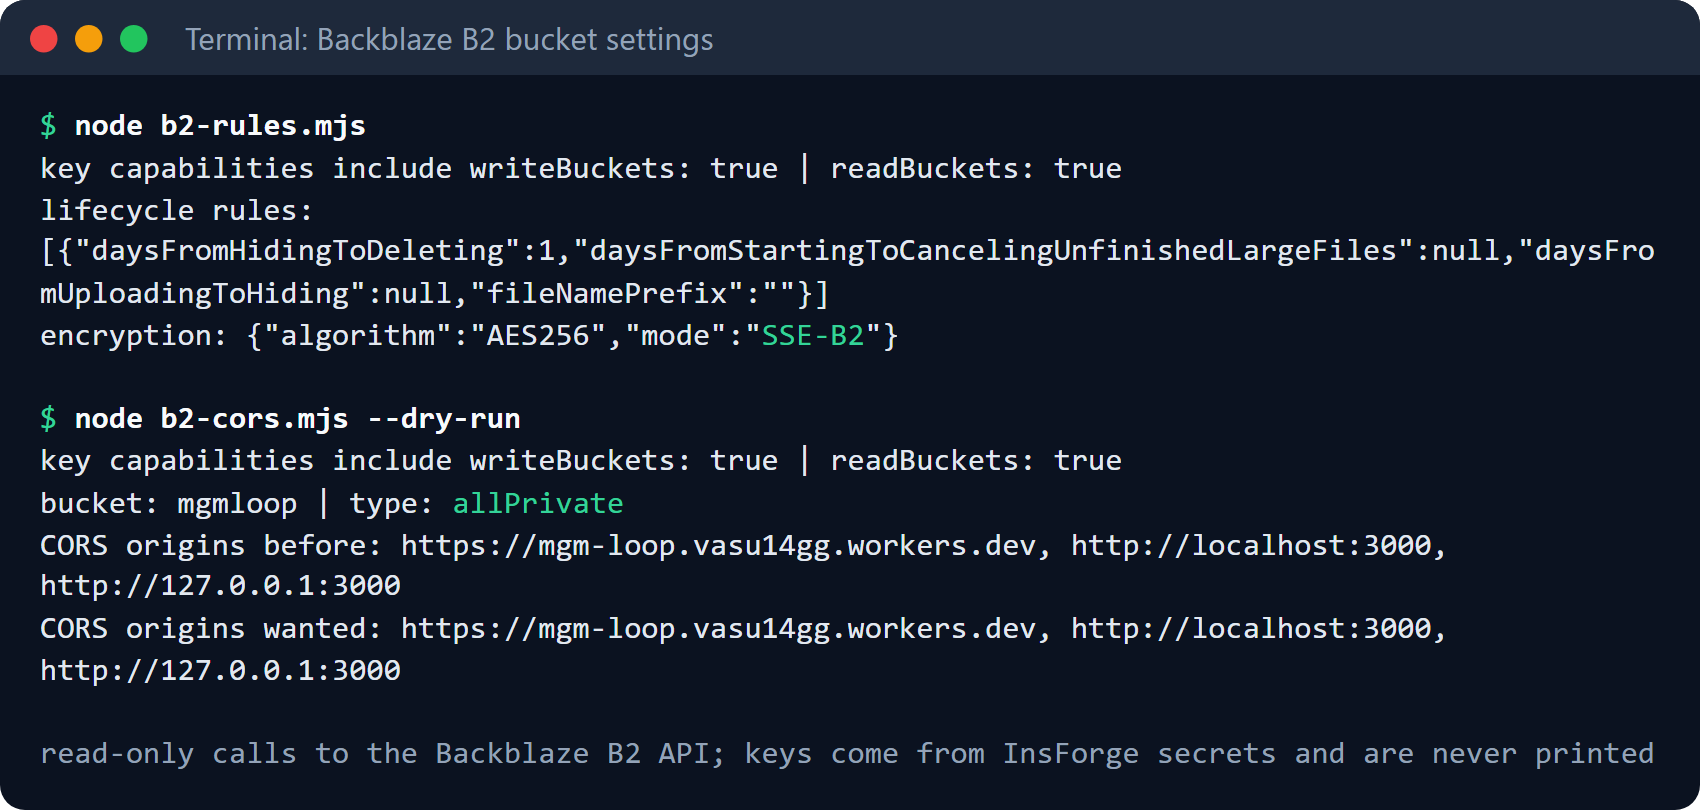 Terminal: Backblaze B2 bucket settings
$ node b2-rules.mjs
key capabilities include writeBuckets: true | readBuckets: true
lifecycle rules:
[{"daysFromHidingToDeleting":1,"daysFromStartingToCancelingUnfinishedLargeFiles":null,"daysFro
mUploadingToHiding":null,"fileNamePrefix":""}]
encryption: {"algorithm":"AES256","mode":"SSE-B2"}
$ node b2-cors.mjs --dry-run
key capabilities include writeBuckets: true | readBuckets: true
bucket: mgmloop | type: allPrivate
CORS origins before: https://mgm-loop.vasu14gg.workers.dev, http://localhost:3000,
http://127.0.0.1:3000
CORS origins wanted: https://mgm-loop.vasu14gg.workers.dev, http://localhost:3000,
http://127.0.0.1:3000
read-only calls to the Backblaze B2 API; keys come from InsForge secrets and are never printed